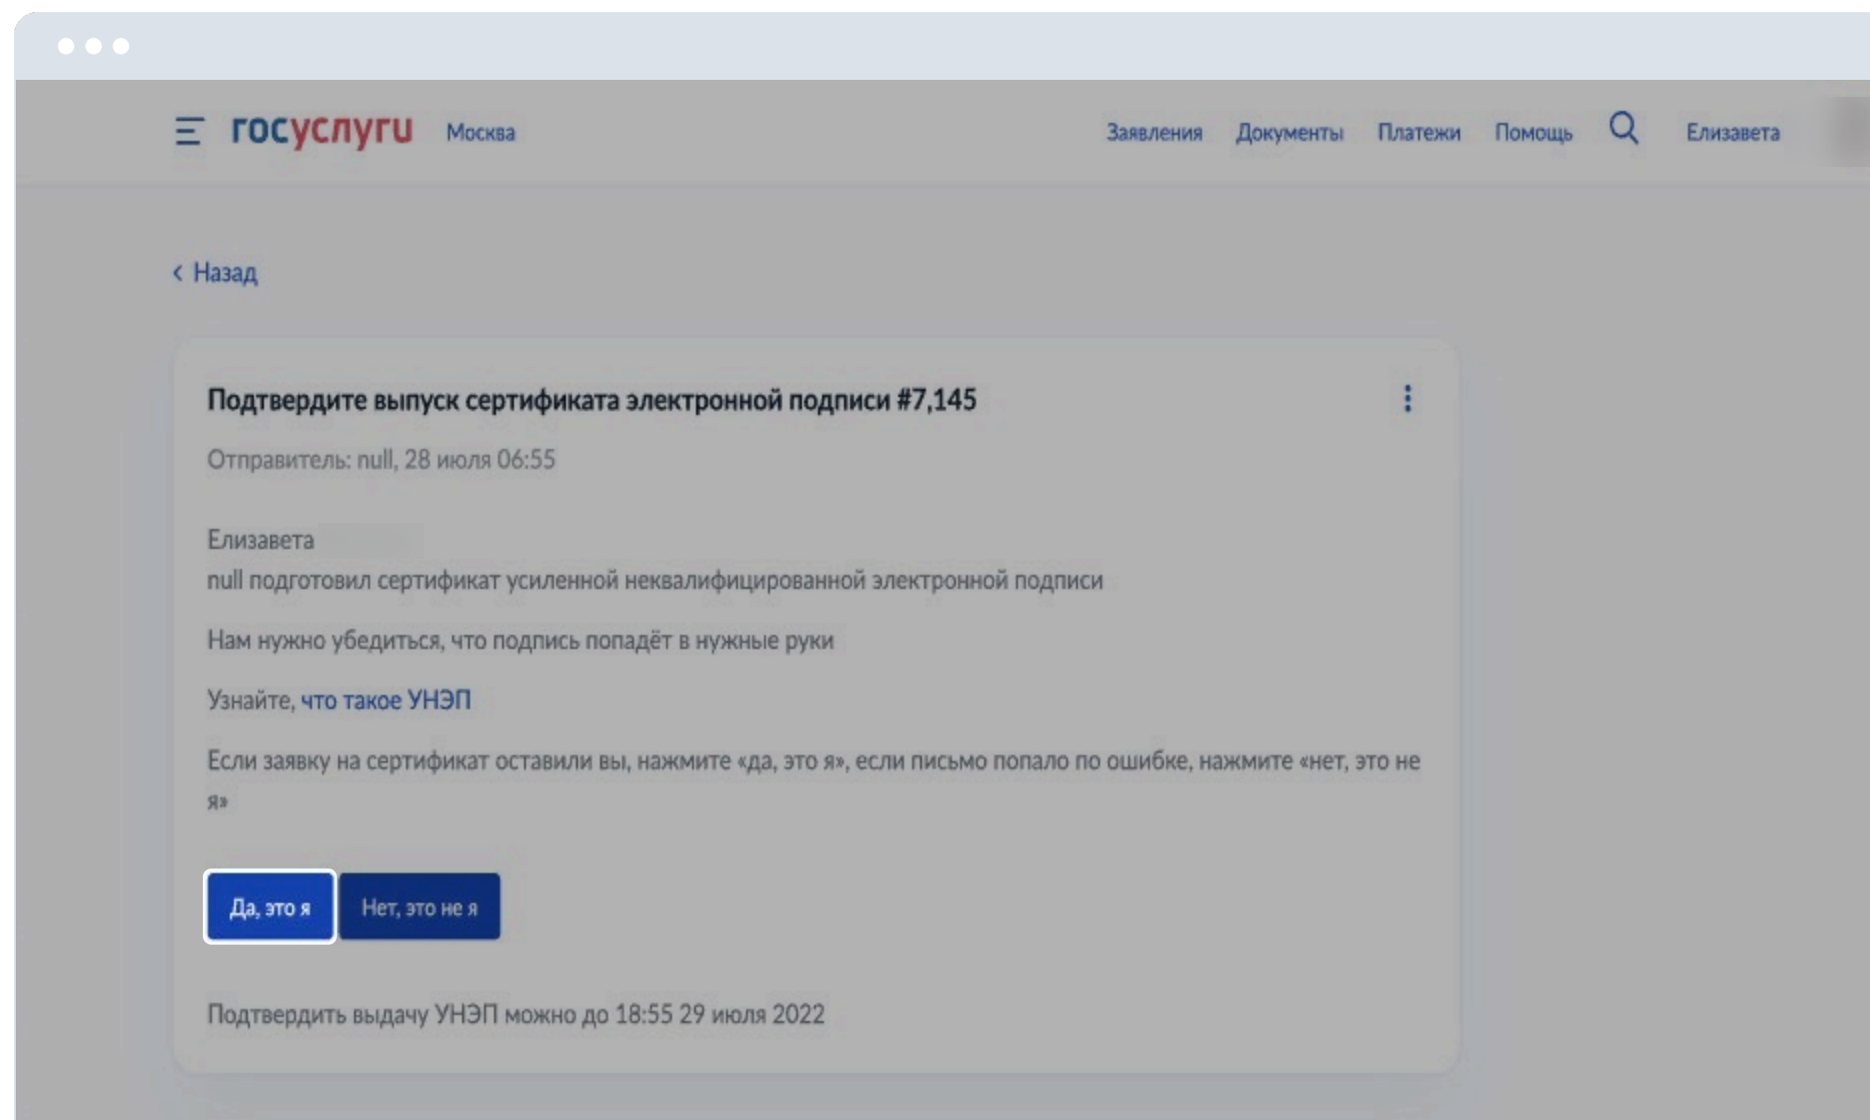 госуслуги Москва Заявления Документы Платежи Помощь Елизавета
Назад
Подтвердите выпуск сертификата электронной подписи #7,145
Отправитель: null, 28 июля 06:55
Елизавета
null подготовил сертификат усиленной неквалифицированной электронной подписи
Нам нужно убедиться, что подпись попадёт в нужные руки
Узнайте, что такое УНЭП
Если заявку на сертификат оставили вы, нажмите «да, это я», если письмо попало по ошибке, нажмите «нет, это не
я»
Да, это я Нет, это не я
Подтвердить выдачу УНЭП можно до 18:55 29 июля 2022